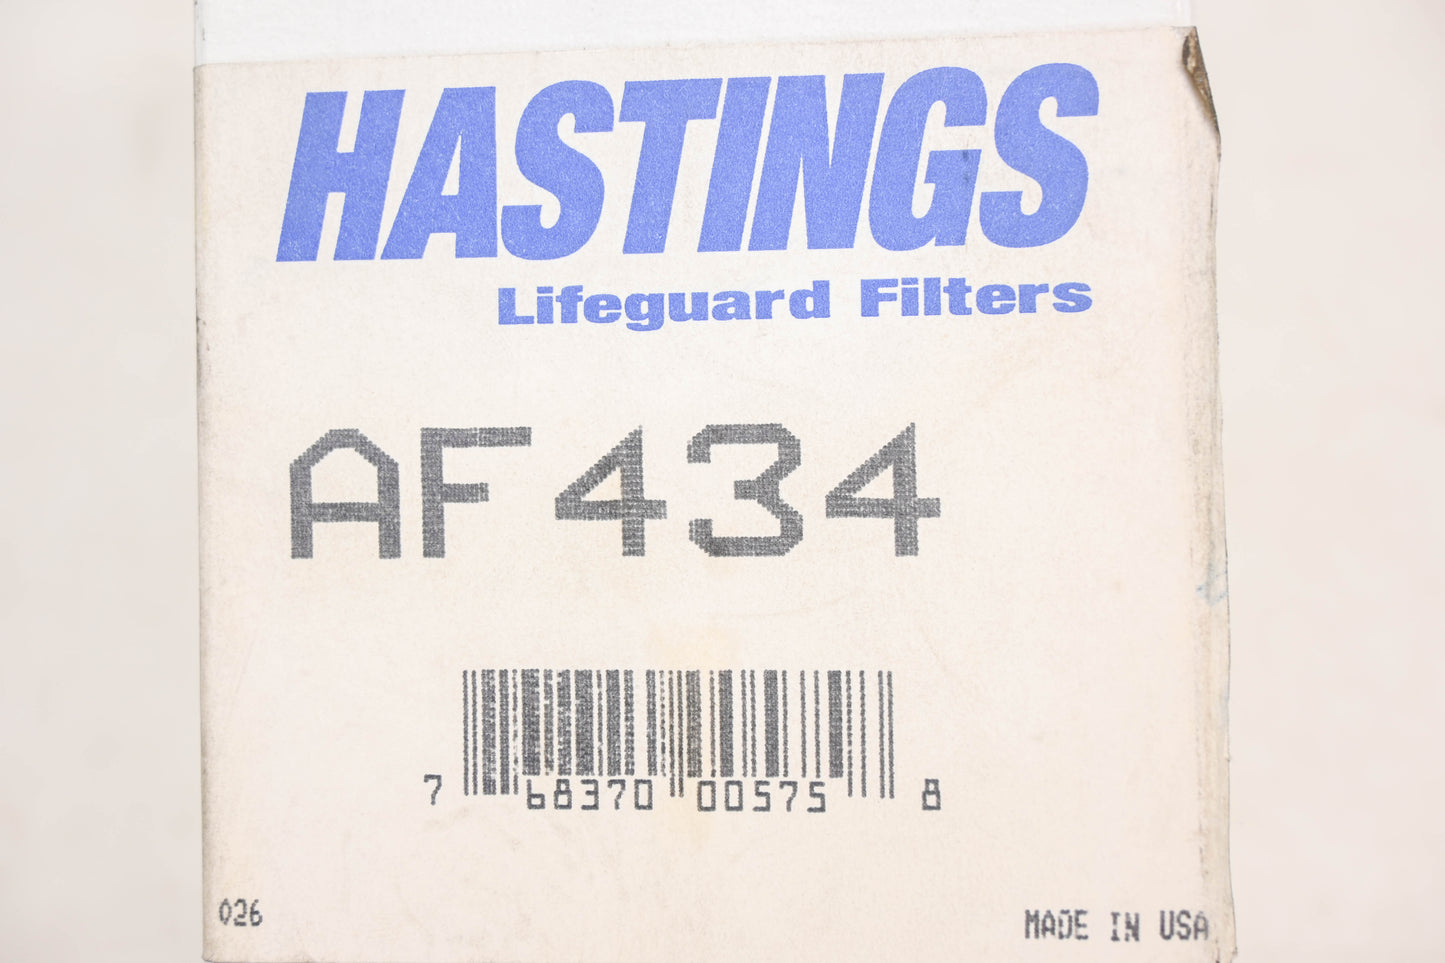 HASTINGS
Lifeguard Filters
AF434
7 68370 00575 8
026
MADE IN USA